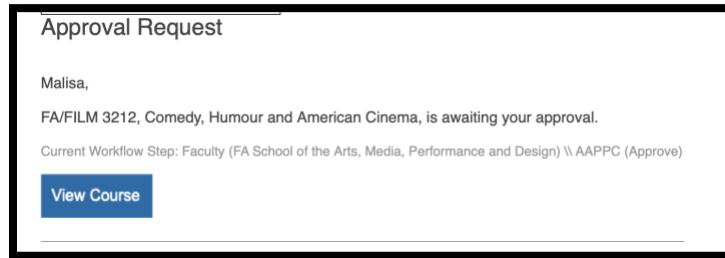 Approval Request
Malisa,
FA/FILM 3212, Comedy, Humour and American Cinema, is awaiting your approval.
Current Workflow Step: Faculty (FA School of the Arts, Media, Performance and Design) \\ AAPPC (Approve)
View Course